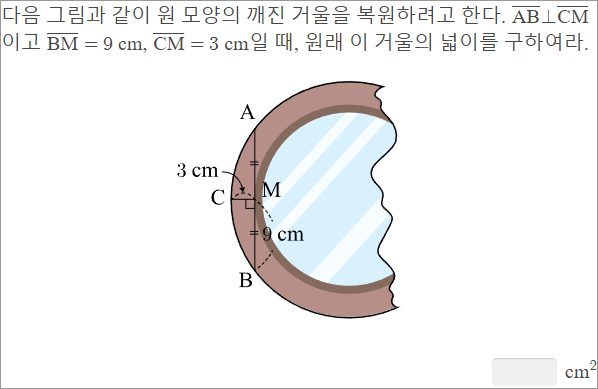 다음 그림과 같이 원 모양의 깨진 거울을 복원하려고 한다. AB⊥CM
이고 BM = 9 cm, CM = 3 cm일 때, 원래 이 거울의 넓이를 구하여라.
A
3 cm
C
M
9 cm
B
cm²